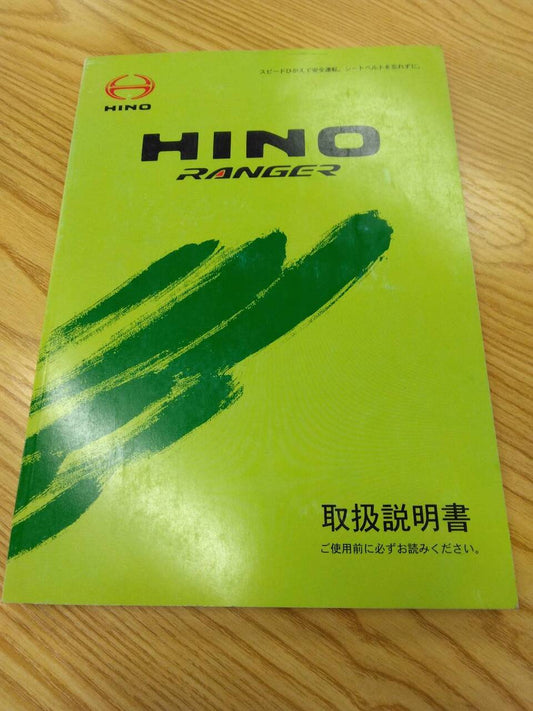 スピードひかえて安全運転。シートベルトを忘れずに。
HINO
HINO
RANGER
取扱説明書
ご使用前に必ずお読みください。